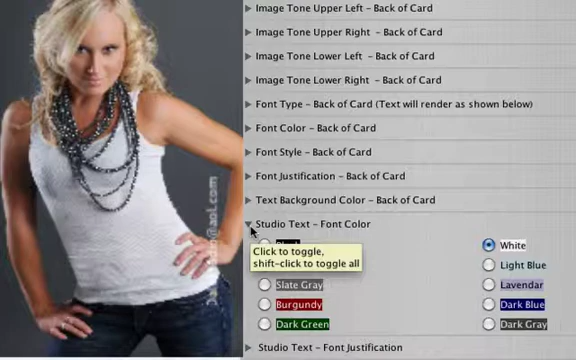 Image Tone Upper Left - Back of Card
Image Tone Upper Right - Back of Card
Image Tone Lower Left - Back of Card
Image Tone Lower Right - Back of Card
Font Type - Back of Card (Text will render as shown below)
Font Color - Back of Card
Font Style - Back of Card
Font Justification - Back of Card
Text Background Color - Back of Card
Studio Text - Font Color
White
Click to toggle,
shift-click to toggle all
Light Blue
Slate Gray
Lavendar
Burgundy
Dark Blue
Dark Green
Dark Gray
Studio Text - Font Justification
@aol.com